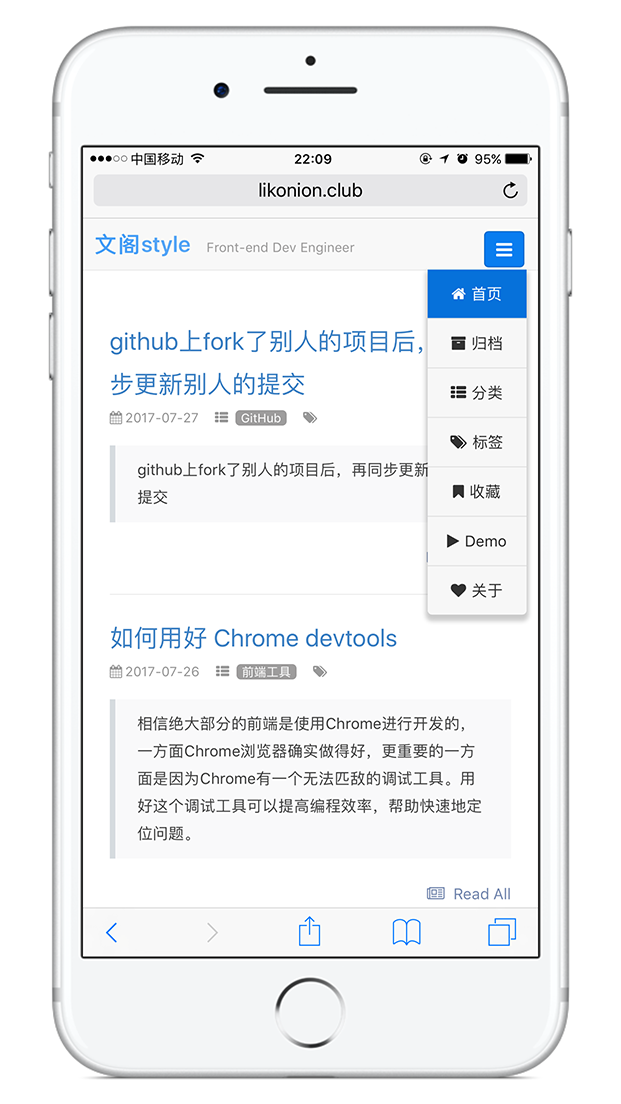 中国移动 22:09 95%
likonion.club
文阁style Front-end Dev Engineer
首页
归档
分类
标签
收藏
Demo
关于
github上fork了别人的项目后，
步更新别人的提交
2017-07-27 GitHub
github上fork了别人的项目后，再同步更新
提交
如何用好 Chrome devtools
2017-07-26 前端工具
相信绝大部分的前端是使用Chrome进行开发的，
一方面Chrome浏览器确实做得好，更重要的一方
面是因为Chrome有一个无法匹敌的调试工具。用
好这个调试工具可以提高编程效率，帮助快速地定
位问题。
Read All